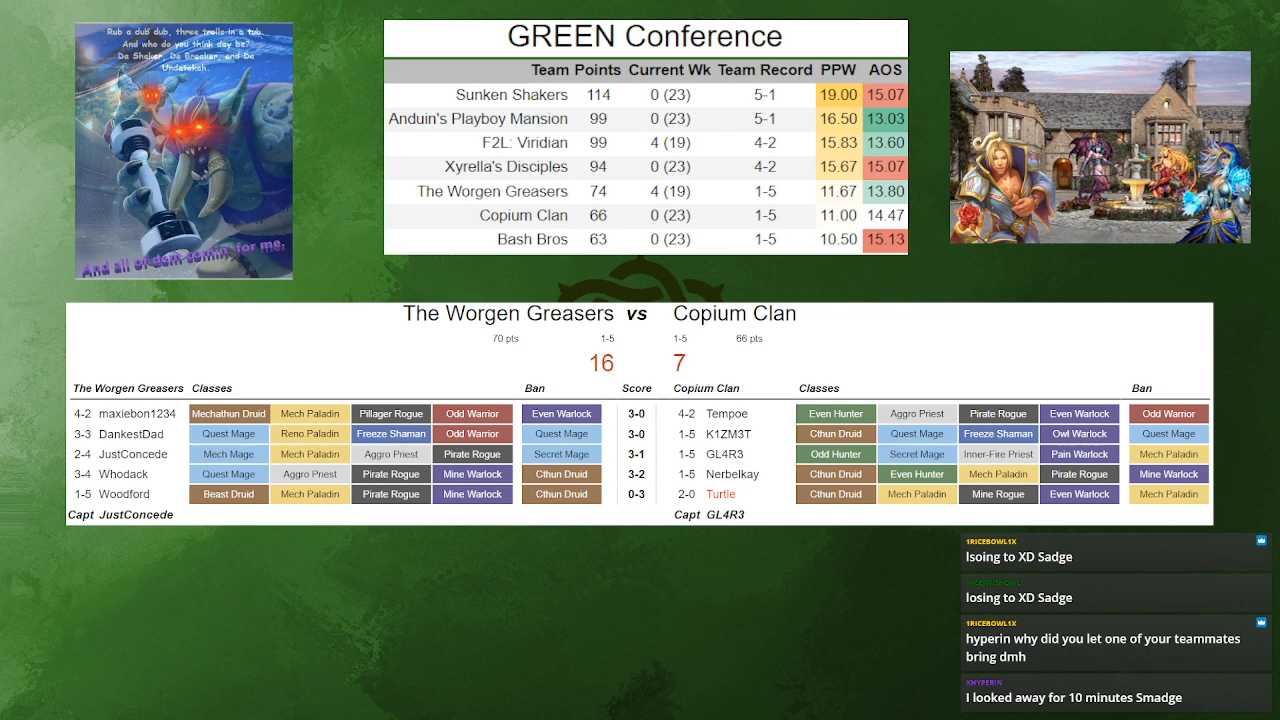 Rub a dub dub, three trolls in a tub.
And who do you think dey be?
Da Shaker, Da Breaker, and Da
Undatakah.
And all of dem comin' for me.
GREEN Conference
Team Points Current Wk Team Record PPW AOS
Sunken Shakers 114 0 (23) 5-1 19.00 15.07
Anduin's Playboy Mansion 99 0 (23) 5-1 16.50 13.03
F2L: Viridian 99 4 (19) 4-2 15.83 13.60
Xyrella's Disciples 94 0 (23) 4-2 15.67 15.07
The Worgen Greasers 74 4 (19) 1-5 11.67 13.80
Copium Clan 66 0 (23) 1-5 11.00 14.47
Bash Bros 63 0 (23) 1-5 10.50 15.13
The Worgen Greasers vs Copium Clan
70 pts 1-5 1-5 66 pts
16 7
The Worgen Greasers Classes Ban Score Copium Clan Classes Ban
4-2 maxiebon1234 Mechathun Druid Mech Paladin Pillager Rogue Odd Warrior Even Warlock 3-0 4-2 Tempoe Even Hunter Aggro Priest Pirate Rogue Even Warlock Odd Warrior
3-3 DankestDad Quest Mage Reno Paladin Freeze Shaman Odd Warrior Quest Mage 3-0 1-5 K1ZM3T Cthun Druid Quest Mage Freeze Shaman Owl Warlock Quest Mage
2-4 JustConcede Mech Mage Mech Paladin Aggro Priest Pirate Rogue Secret Mage 3-1 1-5 GL4R3 Odd Hunter Secret Mage Inner-Fire Priest Pain Warlock Mech Paladin
3-4 Whodack Quest Mage Aggro Priest Pirate Rogue Mine Warlock Cthun Druid 3-2 1-5 Nerbelkay Cthun Druid Even Hunter Mech Paladin Pirate Rogue Mine Warlock
1-5 Woodford Beast Druid Mech Paladin Pirate Rogue Mine Warlock Cthun Druid 0-3 2-0 Turtle Cthun Druid Mech Paladin Mine Rogue Even Warlock Mech Paladin
Capt JustConcede Capt GL4R3
1RICEBOWL1X
lsoing to XD Sadge
losing to XD Sadge
1RICEBOWL1X
hyperin why did you let one of your teammates
bring dmh
XHYPERIN
I looked away for 10 minutes Smadge